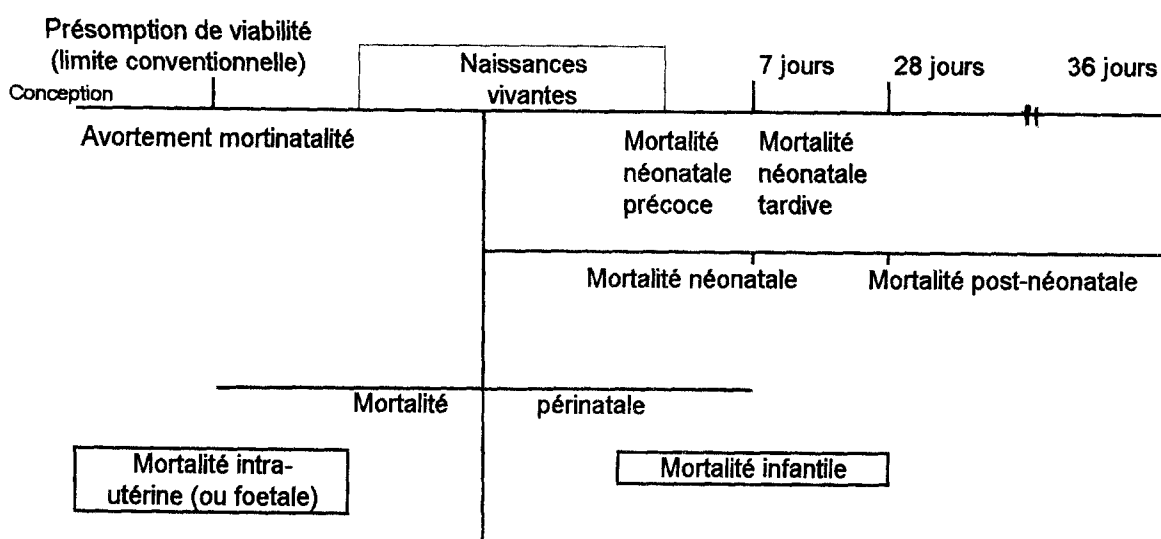 Présomption de viabilité
(limite conventionnelle)
Conception
Naissances
vivantes
7 jours
28 jours
36 jours
Avortement mortinatalité
Mortalité
néonatale
précoce
Mortalité
néonatale
tardive
Mortalité néonatale
Mortalité post-néonatale
Mortalité périnatale
Mortalité intra-
utérine (ou foetale)
Mortalité infantile